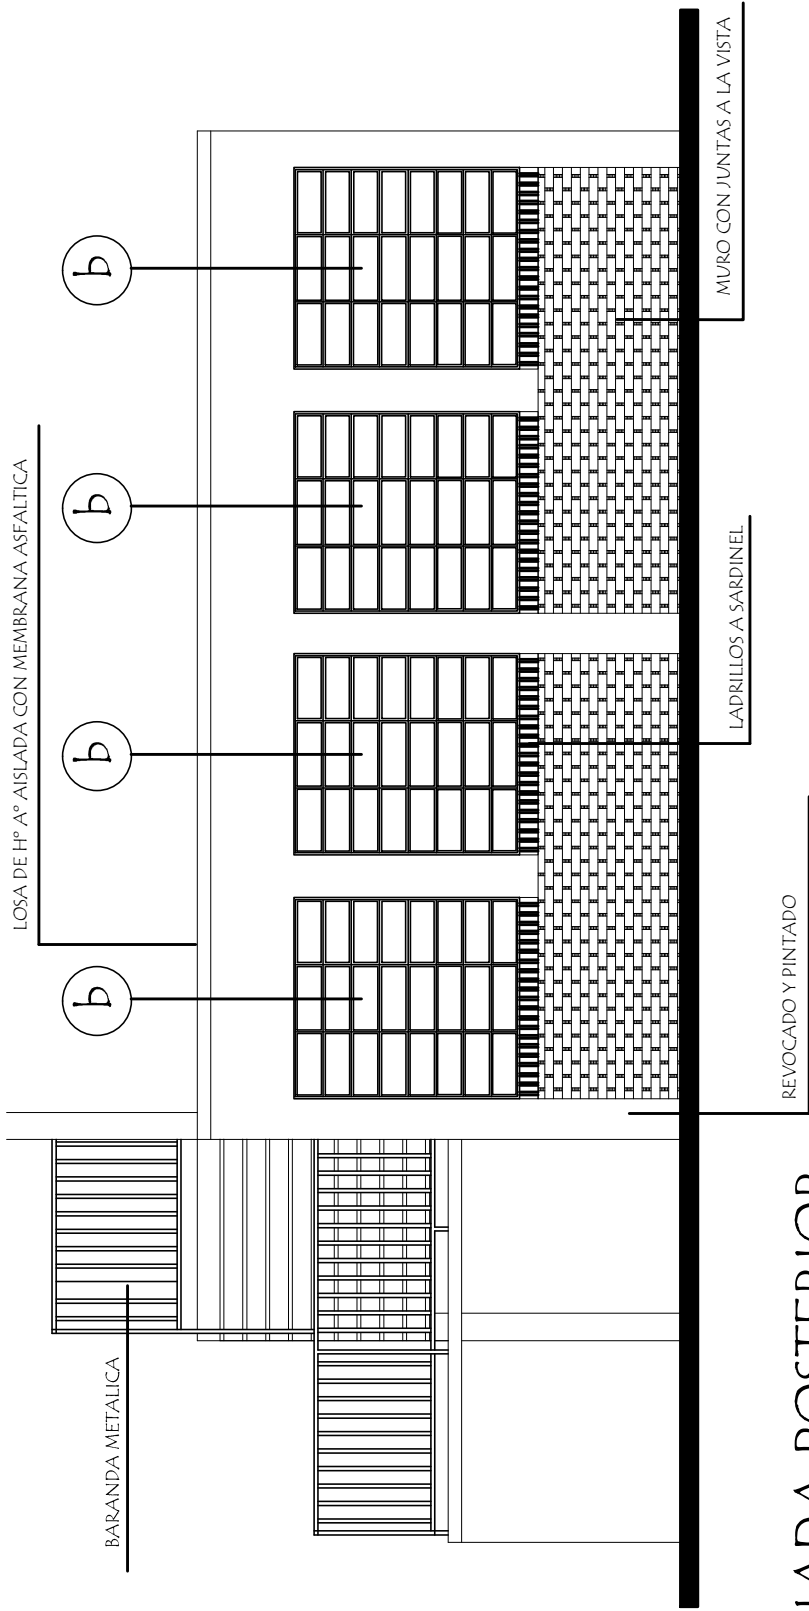 LOSA DE Hº Aº AISLADA CON MEMBRANA ASFALTICA
b
b
b
b
BARANDA METALICA
MURO CON JUNTAS A LA VISTA
LADRILLOS A SARDINEL
REVOCADO Y PINTADO
POSTERIOR